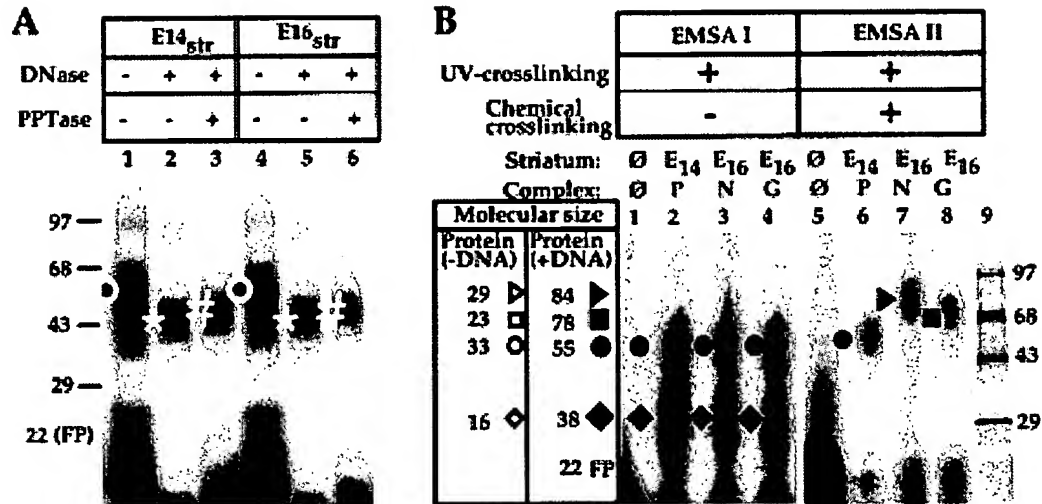 A
E14str E16str
DNase - + + - + +
PPTase - - + - - +
1 2 3 4 5 6
97
68
43
29
22 (FP)
B
EMSA I EMSA II
UV-crosslinking + +
Chemical crosslinking - +
Striatum: Ø E14 E16 E16 Ø E14 E16 E16
Complex: Ø P N G Ø P N G
1 2 3 4 5 6 7 8 9
Molecular size
Protein (-DNA) Protein (+DNA)
29 84
23 78
33 55
16 38
22 FP
97
68
43
29